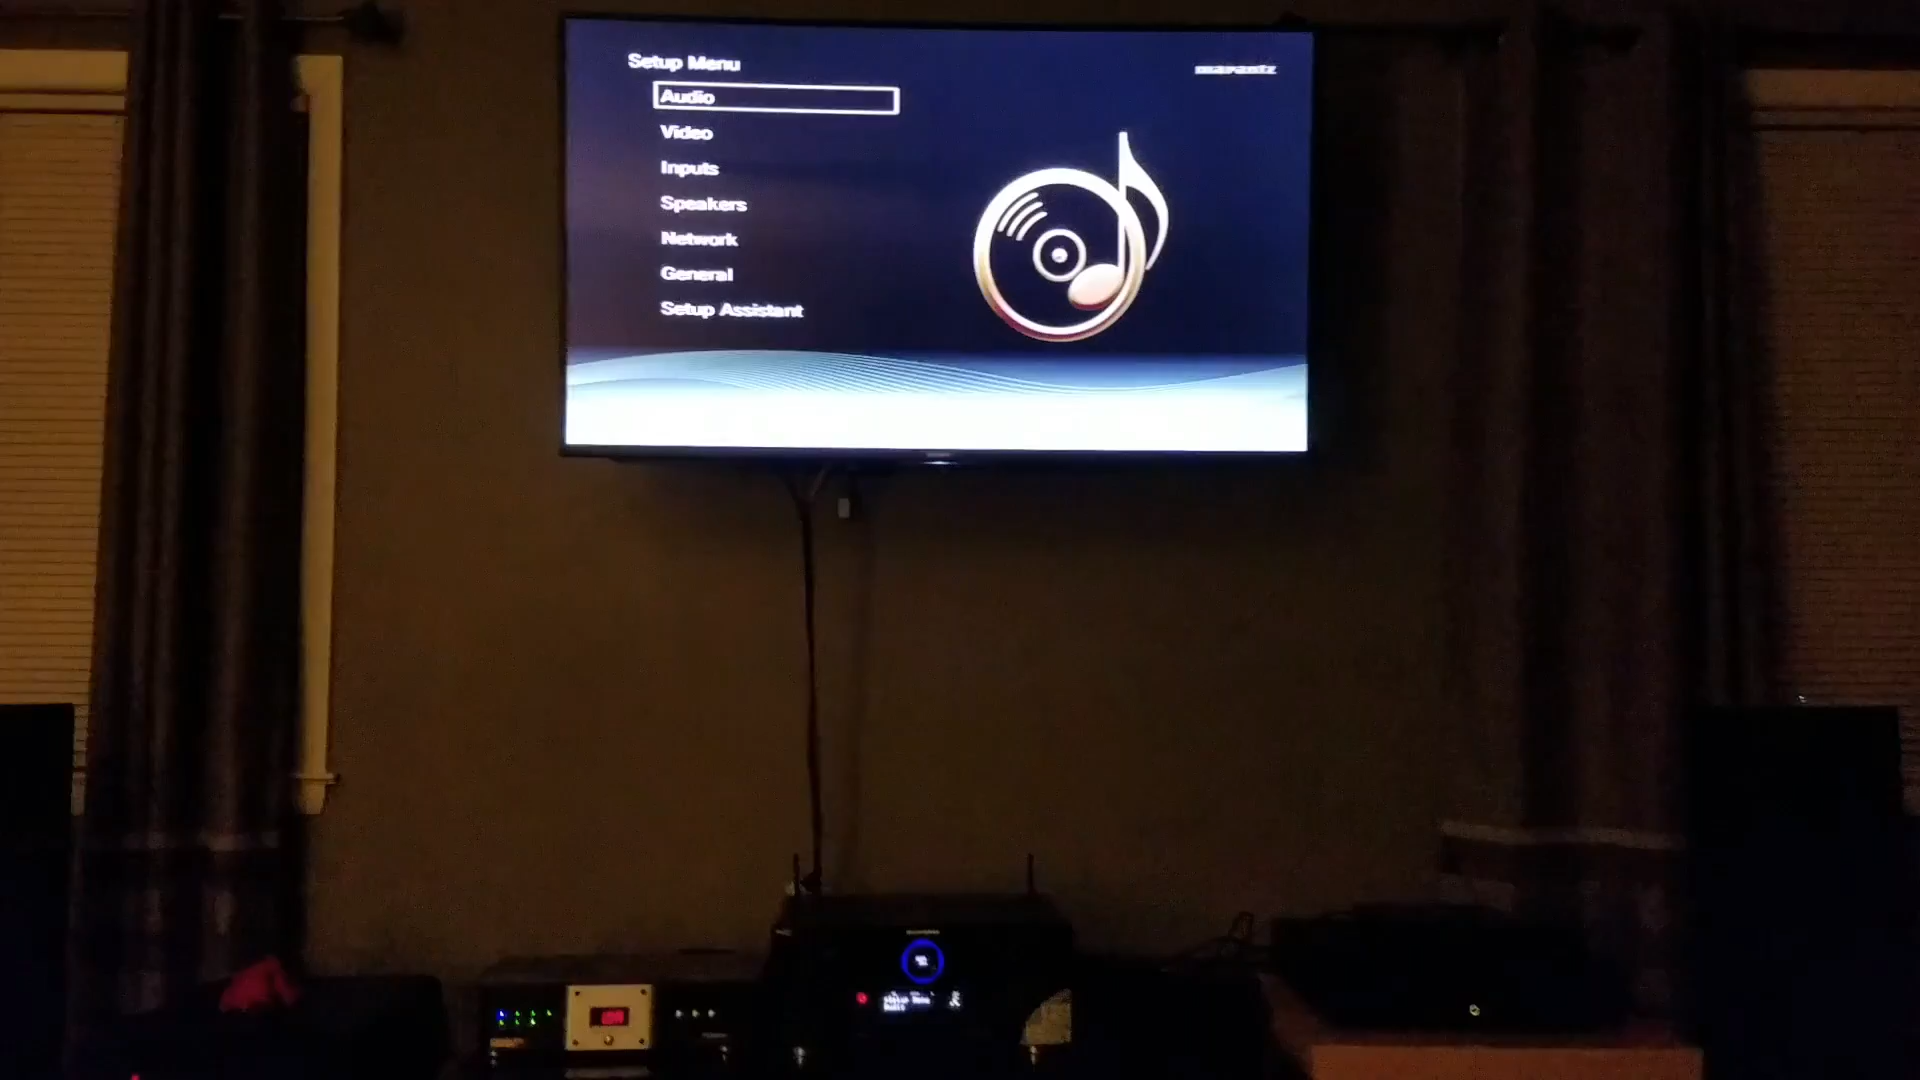 Setup Menu
marantz
Audio
Video
Inputs
Speakers
Network
General
Setup Assistant